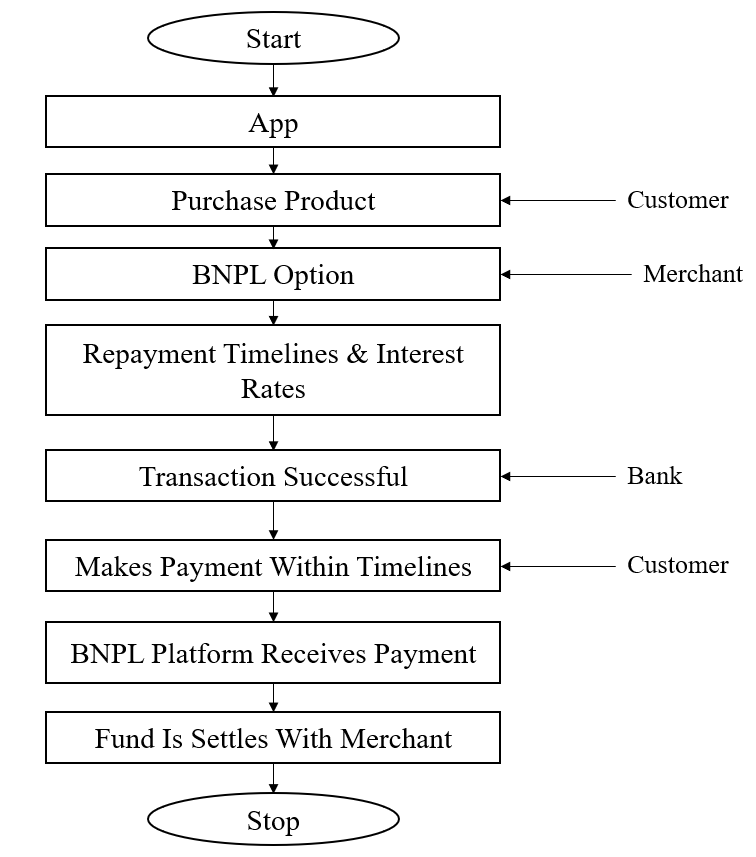 Start
App
Purchase Product
Customer
BNPL Option
Merchant
Repayment Timelines & Interest
Rates
Transaction Successful
Bank
Makes Payment Within Timelines
Customer
BNPL Platform Receives Payment
Fund Is Settles With Merchant
Stop